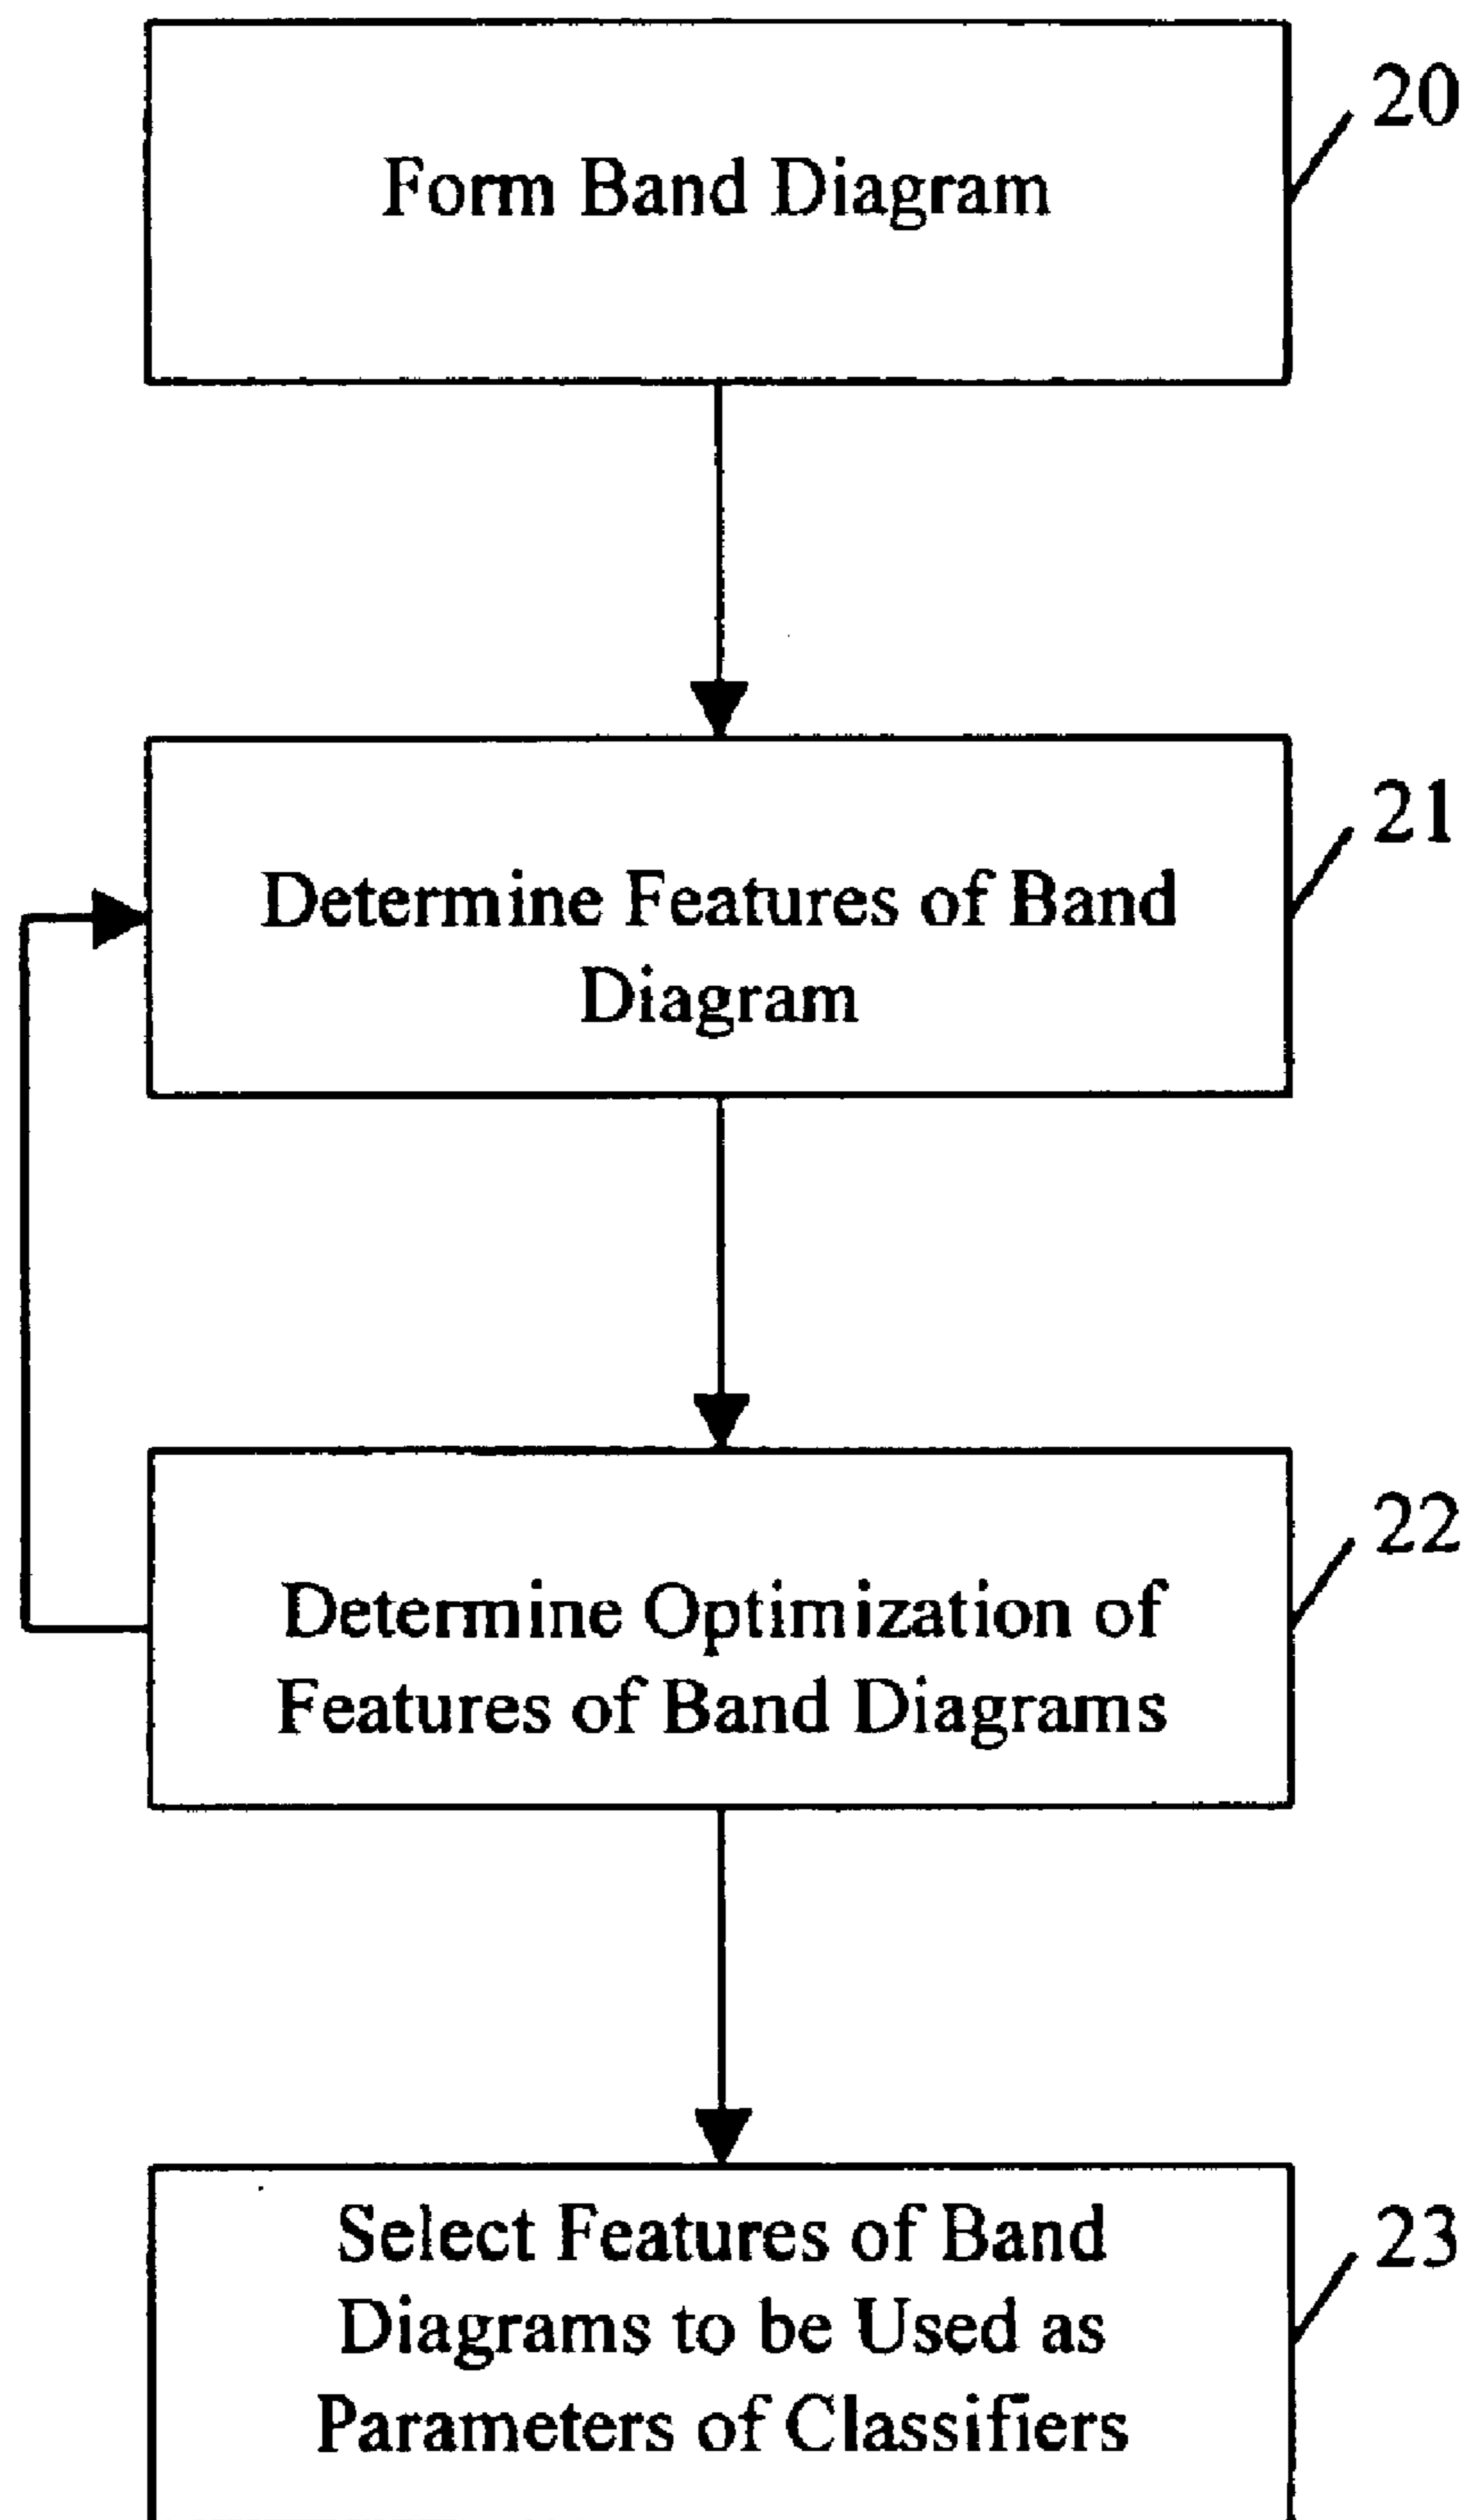 20
Form Band Diagram
21
Determine Features of Band
Diagram
22
Determine Optimization of
Features of Band Diagrams
23
Select Features of Band
Diagrams to be Used as
Parameters of Classifiers